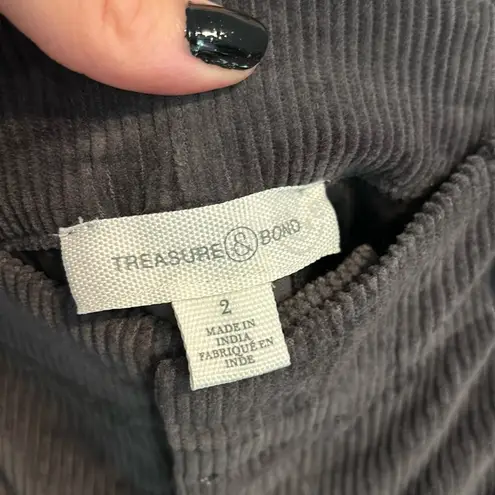 TREASURE & BOND
2
MADE IN
INDIA
FABRIQUÉ EN
INDE